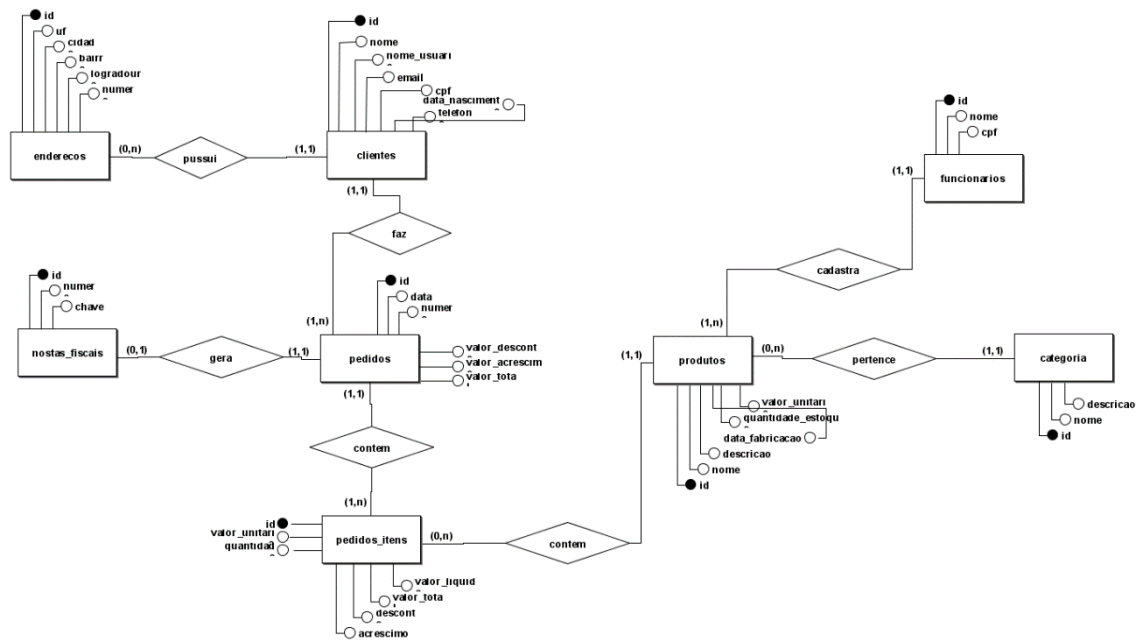 id
uf
cidad
bairr
logradour
numer
enderecos
(0,n)
pussui
(1,1)
id
nome
nome_usuari
email
cpf
data_nasciment
telefon
clientes
(1,1)
faz
(1,n)
id
nome
cpf
funcionarios
(1,1)
cadastra
(1,n)
id
numer
chave
nostas_fiscais
(0,1)
gera
(1,1)
id
data
numer
pedidos
valor_descont
valor_acrescim
valor_tota
(1,1)
contem
(1,n)
id
valor_unitari
quantidad
pedidos_itens
valor_liquid
valor_tota
descont
acrescimo
(0,n)
contem
(1,1)
produtos
(0,n)
pertence
(1,1)
categoria
descricao
nome
id
valor_unitari
quantidade_estoqu
data_fabricacao
descricao
nome
id